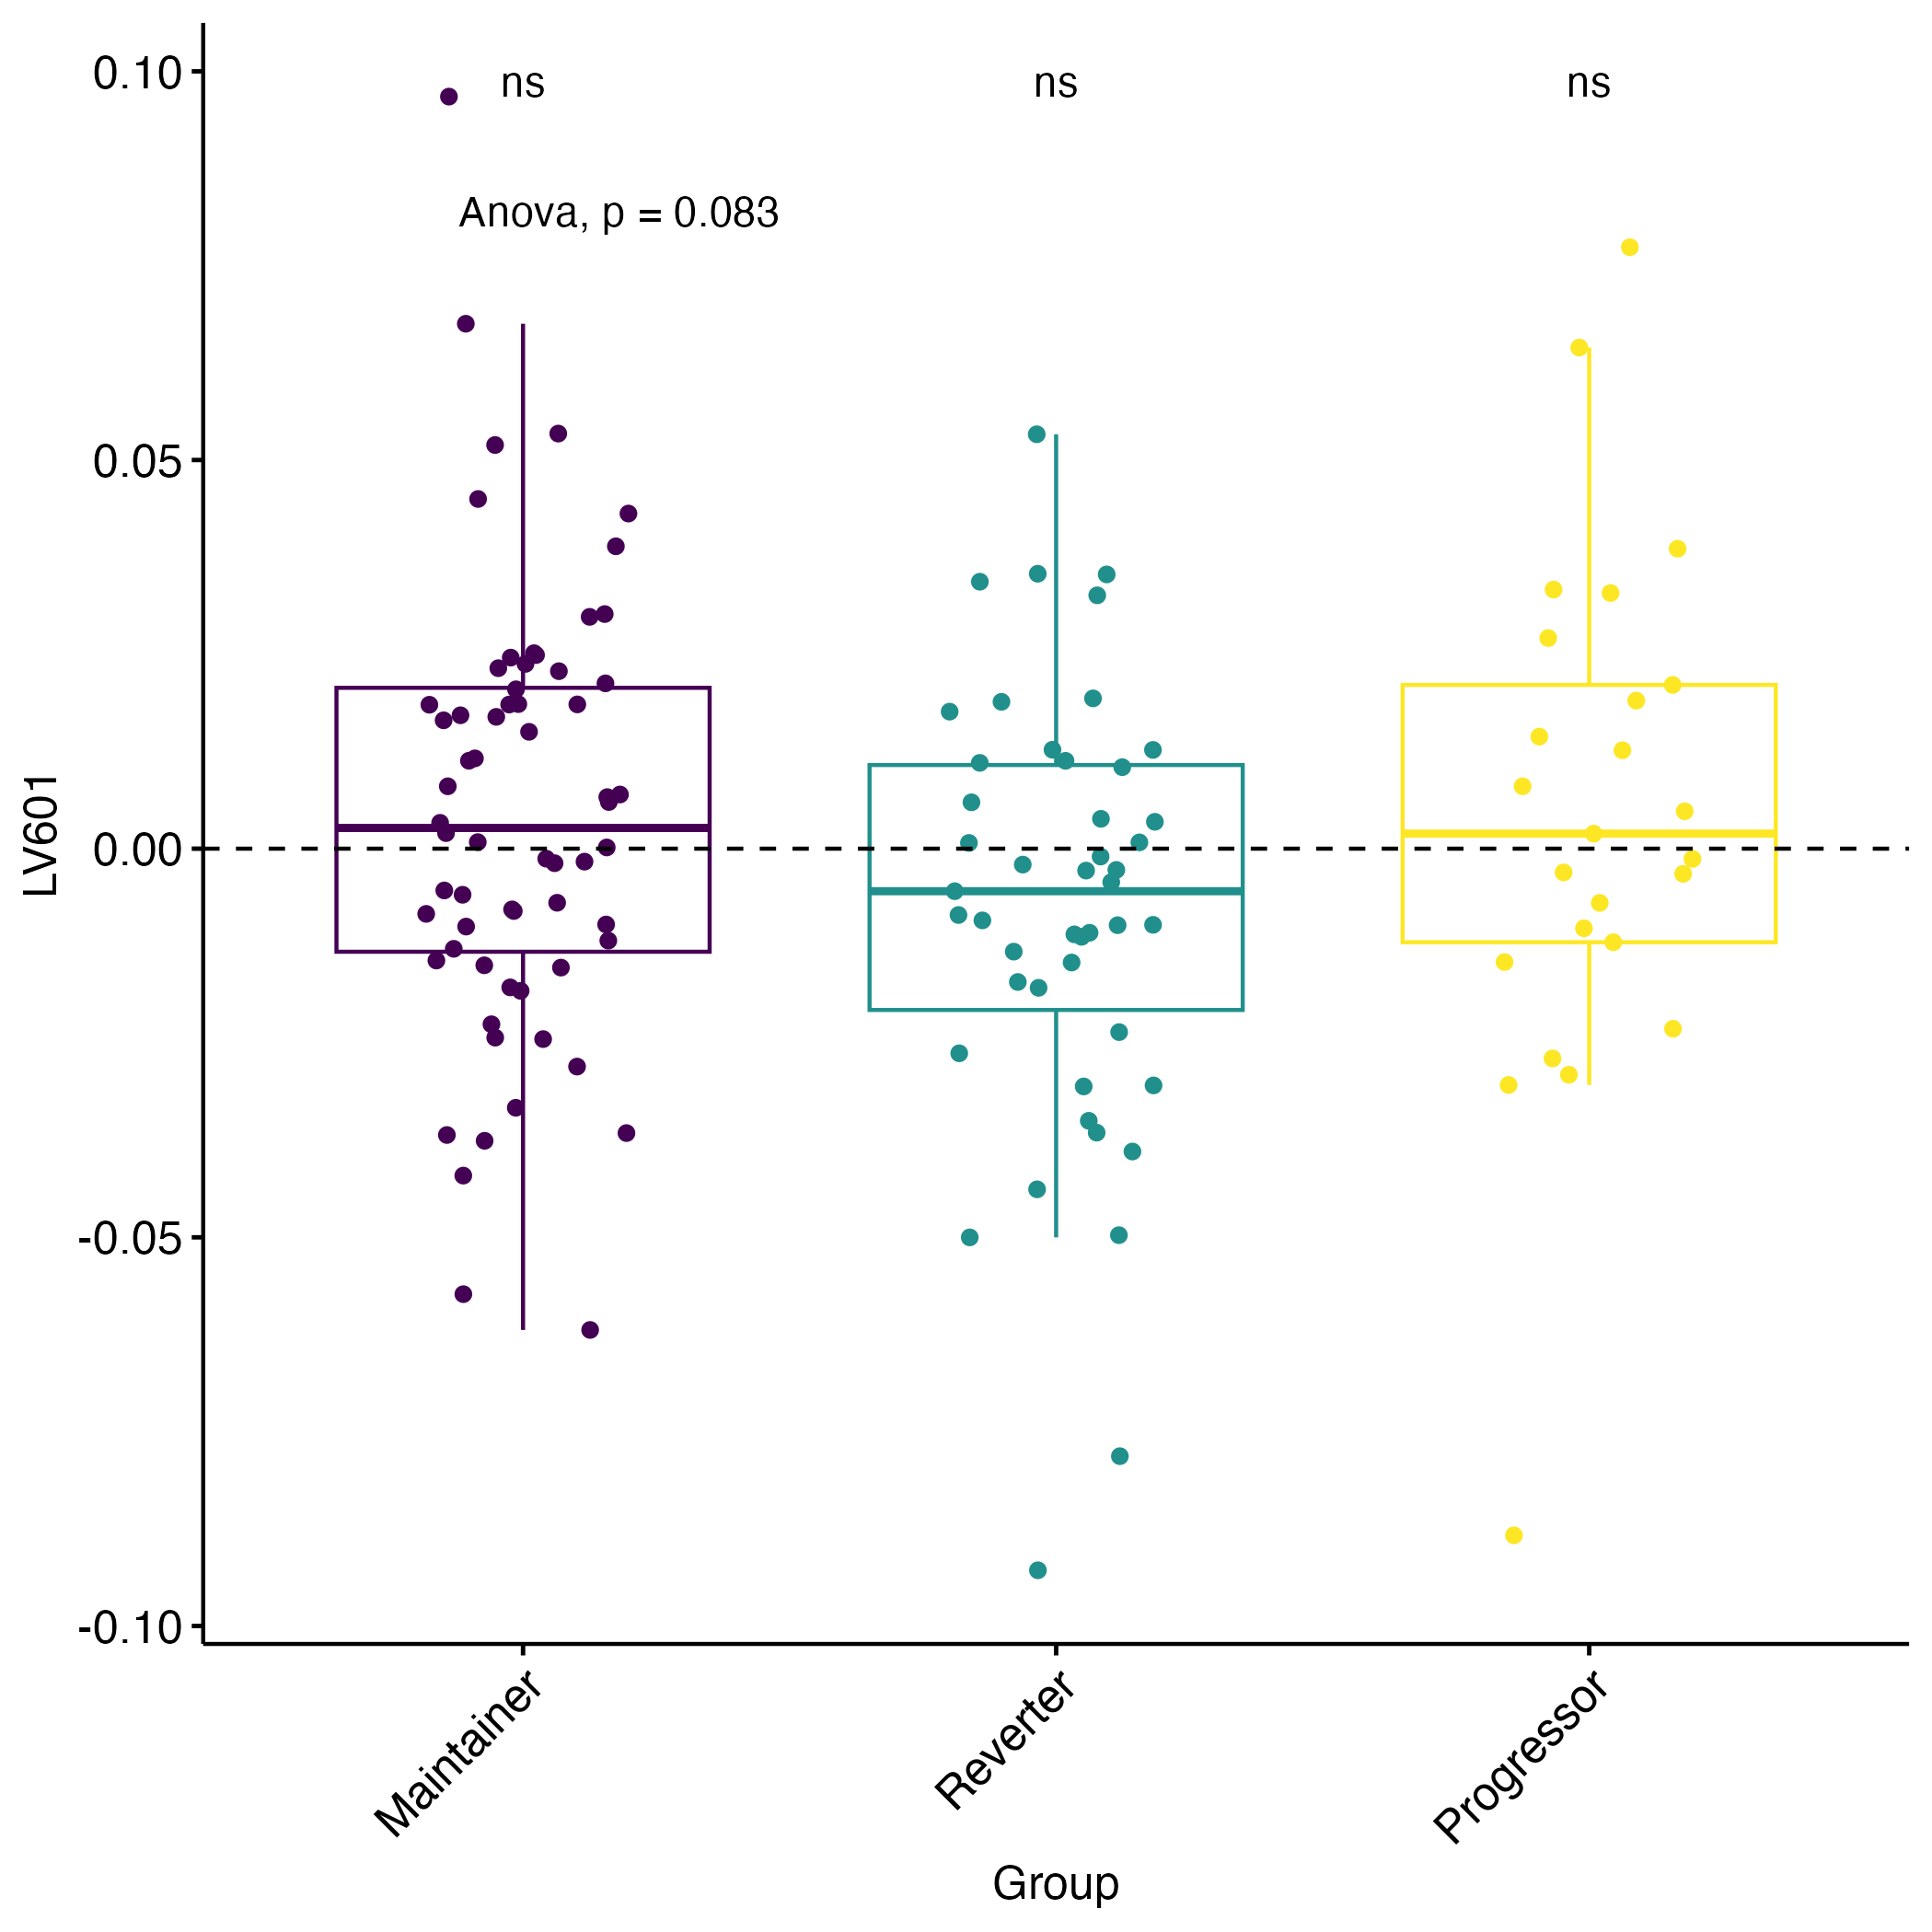 0.10
ns
ns
ns
Anova, p = 0.083
0.05
LV601
0.00
-0.05
-0.10
Maintainer
Reverter
Progressor
Group